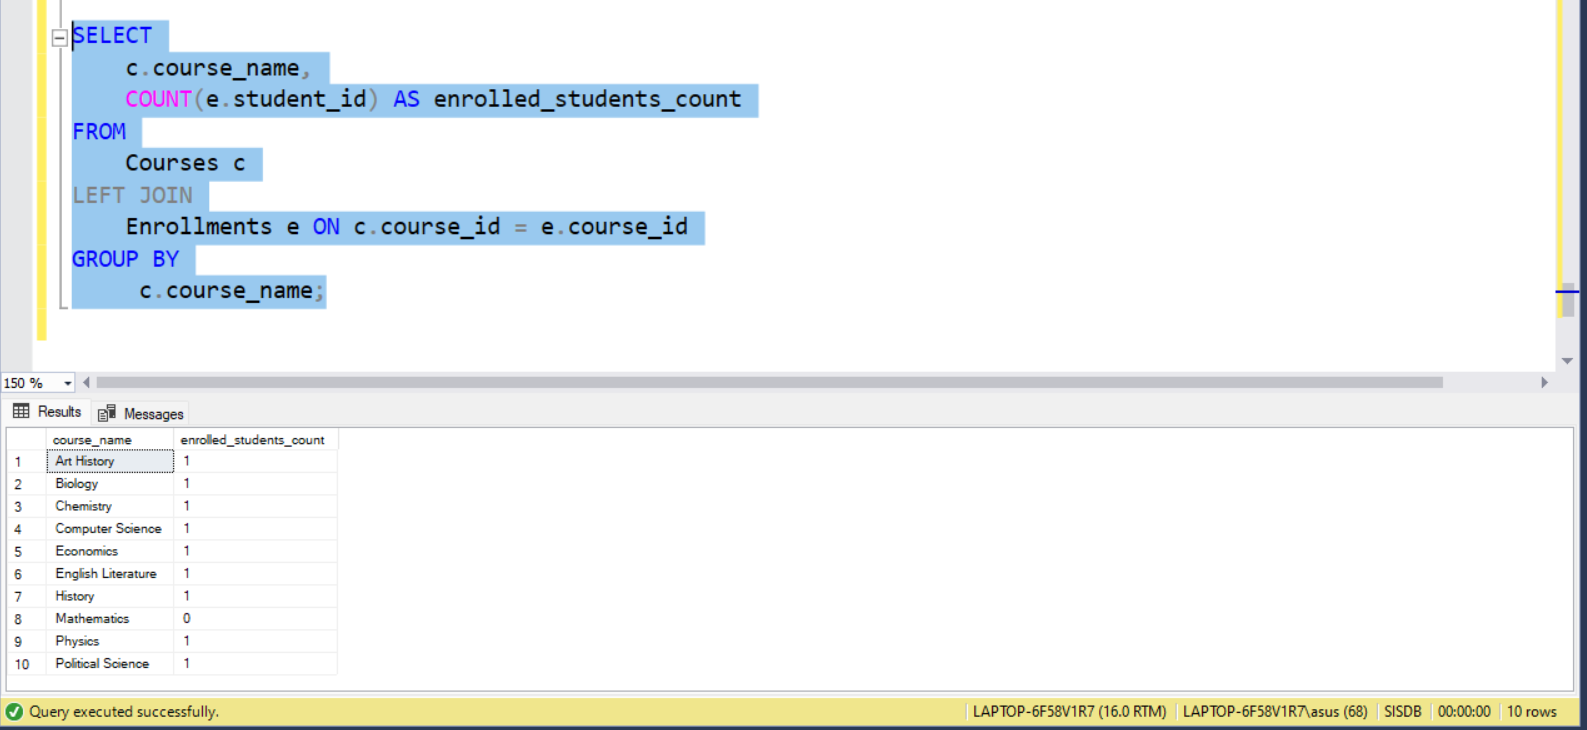 SELECT
c.course_name,
COUNT(e.student_id) AS enrolled_students_count
FROM
Courses c
LEFT JOIN
Enrollments e ON c.course_id = e.course_id
GROUP BY
c.course_name;
150 %
Results Messages
course_name enrolled_students_count
1 Art History 1
2 Biology 1
3 Chemistry 1
4 Computer Science 1
5 Economics 1
6 English Literature 1
7 History 1
8 Mathematics 0
9 Physics 1
10 Political Science 1
Query executed successfully. LAPTOP-6F58V1R7 (16.0 RTM) LAPTOP-6F58V1R7\asus (68) SISDB 00:00:00 10 rows